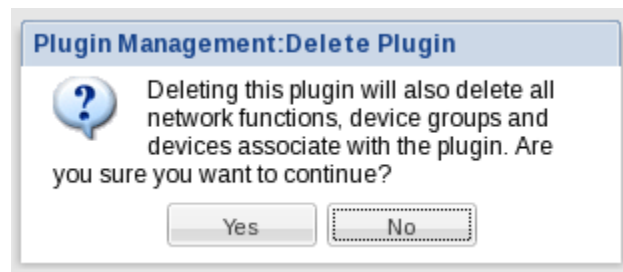 Plugin Management:Delete Plugin
Deleting this plugin will also delete all
network functions, device groups and
devices associate with the plugin. Are
you sure you want to continue?
Yes No